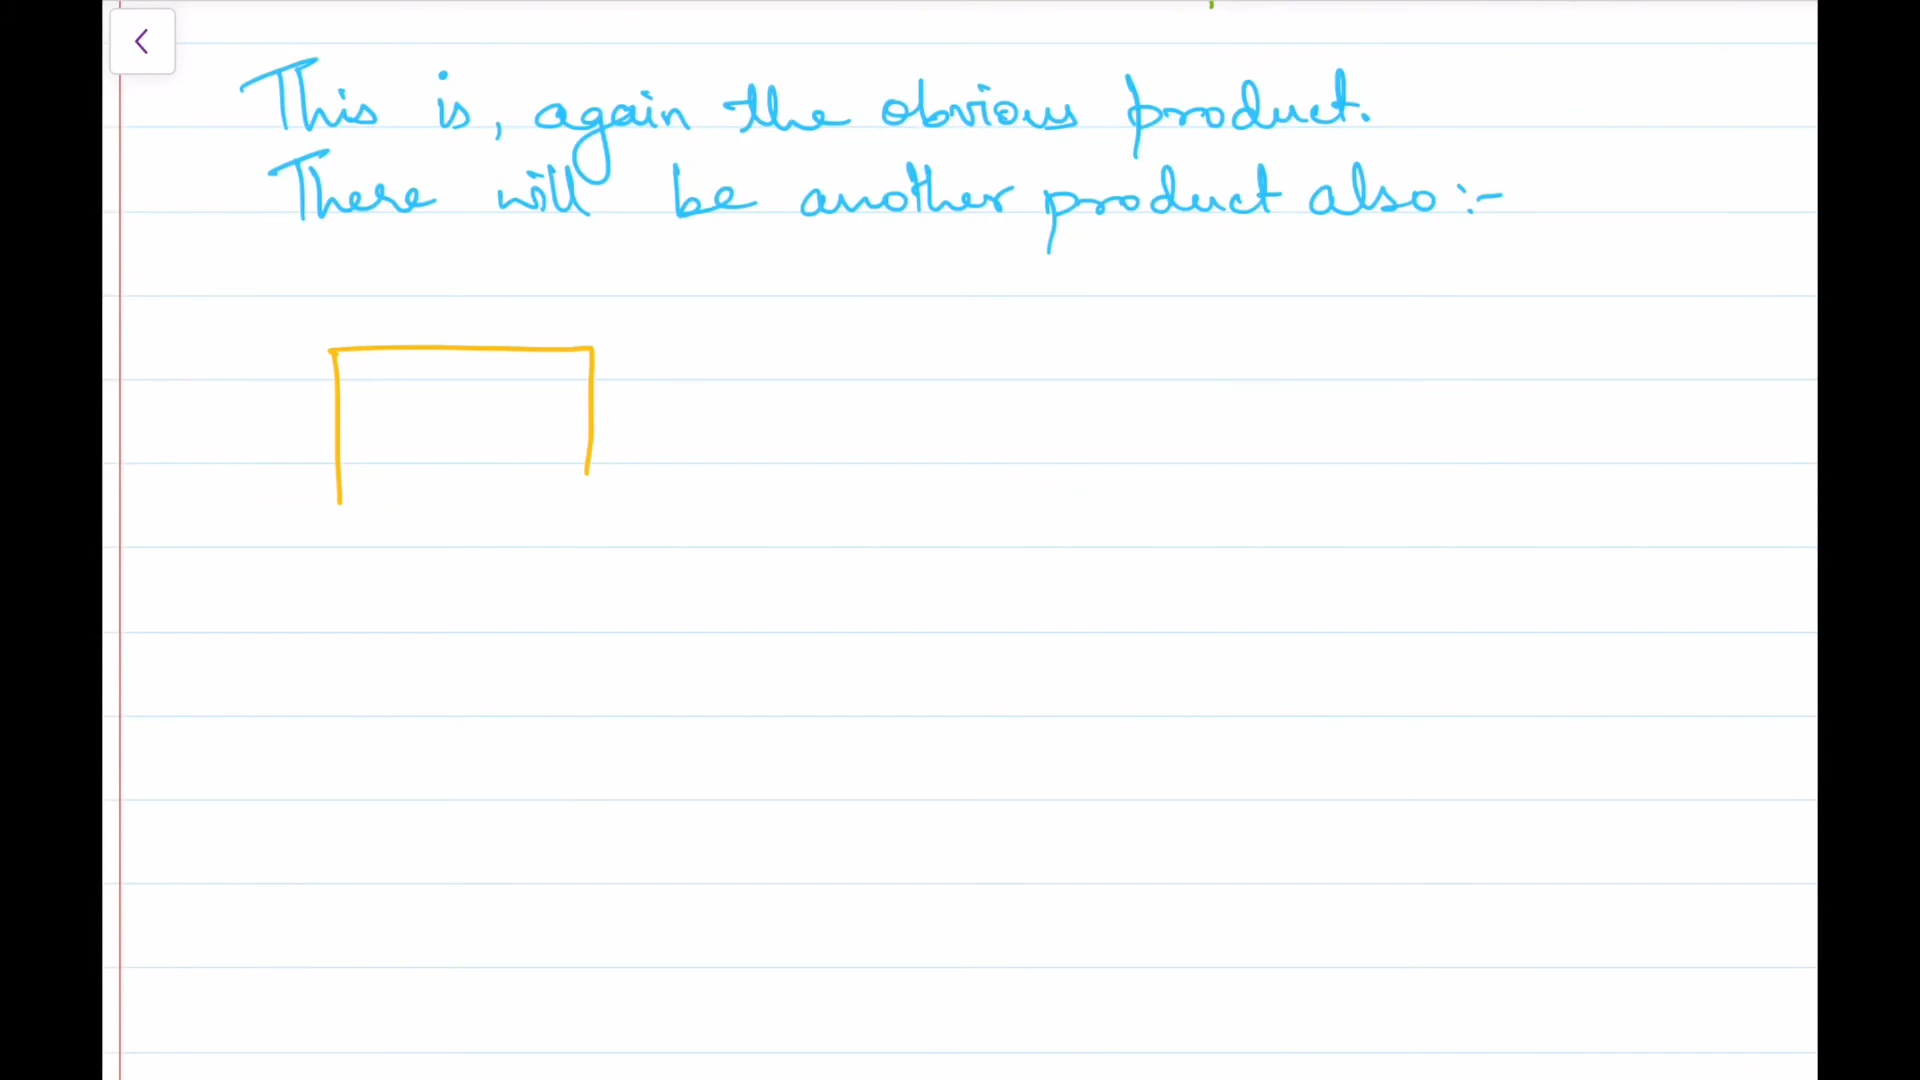 This is, again the obvious product.
There will be another product also :-